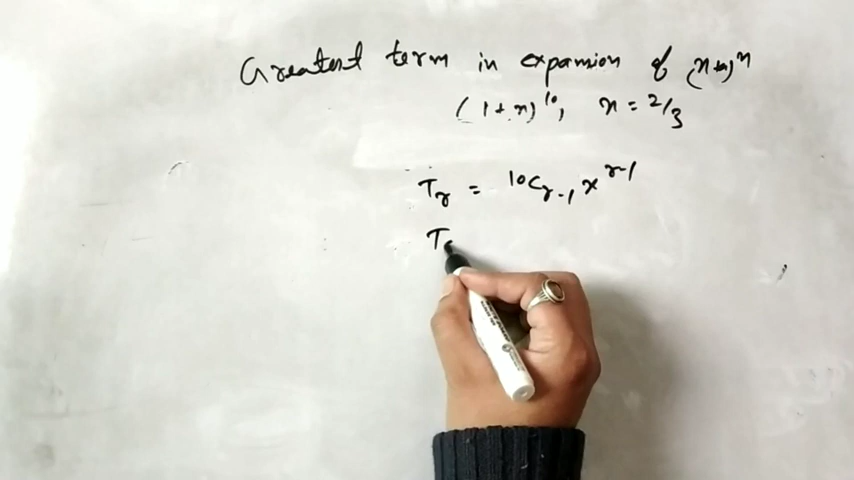 Greatest term in expansion of (x+a)^n
(1+x)^10, x = 2/3
T_r = ^10C_{r-1} x^{r-1}
T